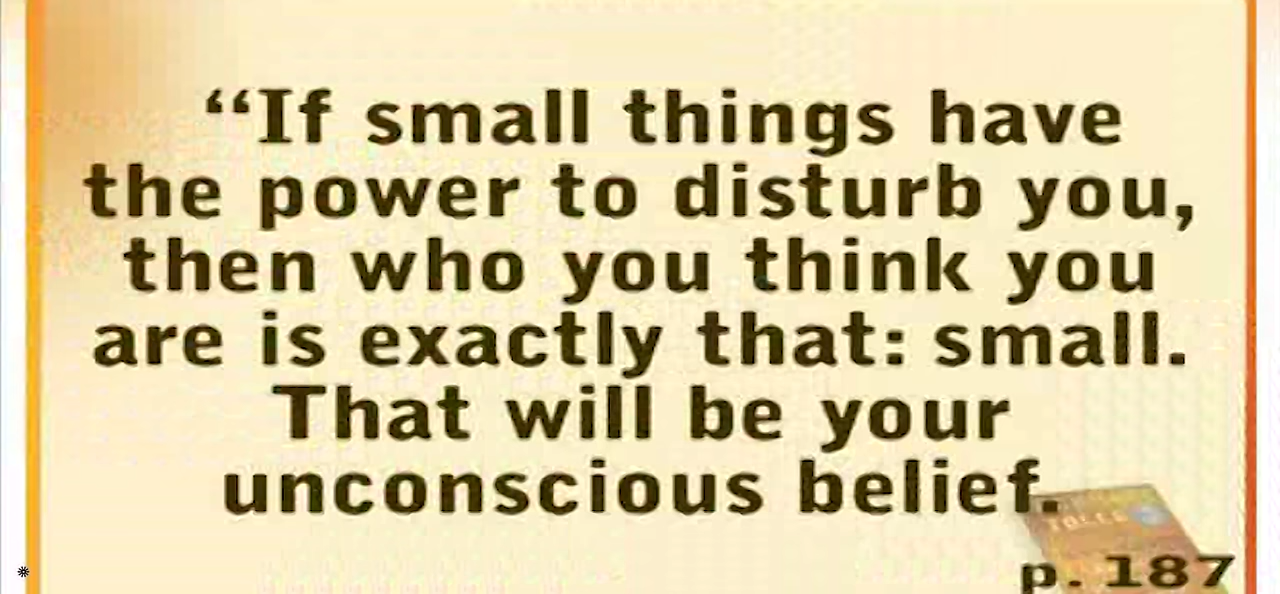 “If small things have
the power to disturb you,
then who you think you
are is exactly that: small.
That will be your
unconscious belief.
TOLLE
p. 187